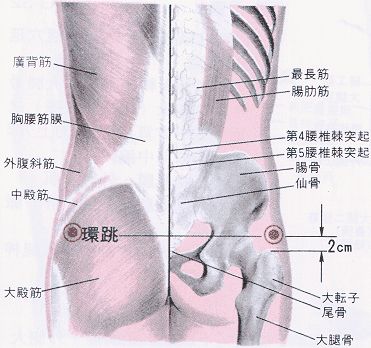 廣背筋
胸腰筋膜
外腹斜筋
中殿筋
環跳
大殿筋
最長筋
腸肋筋
第4腰椎棘突起
第5腰椎棘突起
腸骨
仙骨
2cm
大転子
尾骨
大腿骨